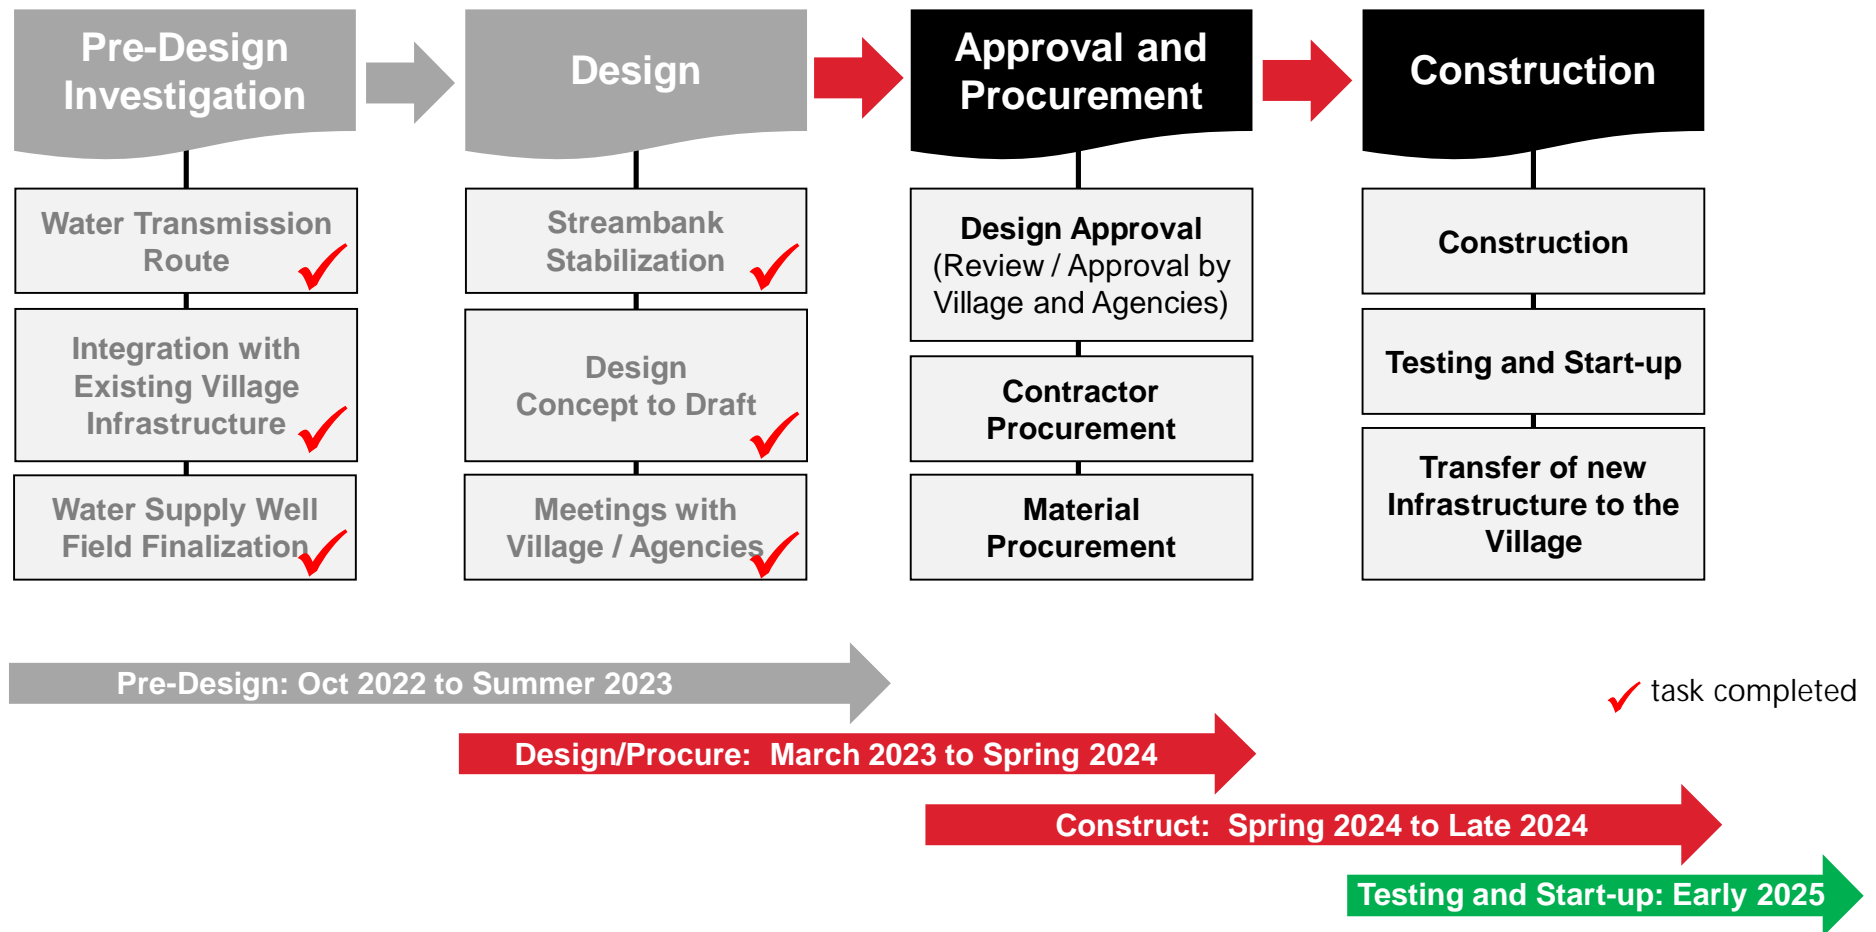 Pre-Design
Investigation
Design
Approval and
Procurement
Construction
Water Transmission
Route
Integration with
Existing Village
Infrastructure
Water Supply Well
Field Finalization
Streambank
Stabilization
Design
Concept to Draft
Meetings with
Village / Agencies
Design Approval
(Review / Approval by
Village and Agencies)
Contractor
Procurement
Material
Procurement
Construction
Testing and Start-up
Transfer of new
Infrastructure to the
Village
Pre-Design: Oct 2022 to Summer 2023
task completed
Design/Procure: March 2023 to Spring 2024
Construct: Spring 2024 to Late 2024
Testing and Start-up: Early 2025